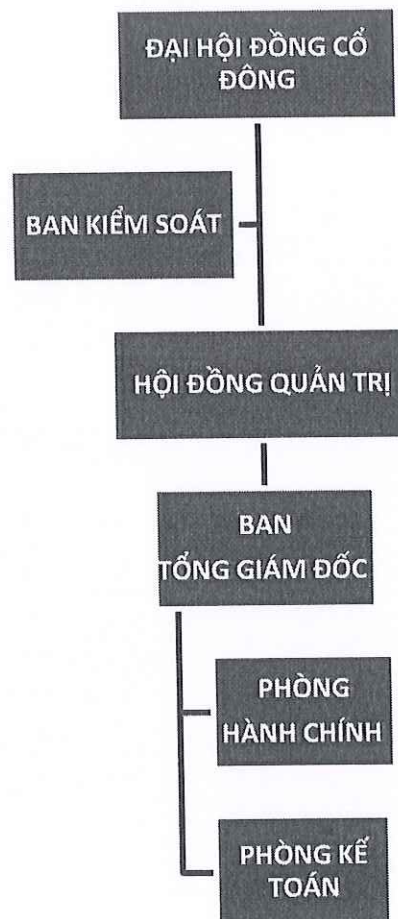 ĐẠI HỘI ĐỒNG CỔ
ĐÔNG
BAN KIỂM SOÁT
HỘI ĐỒNG QUẢN TRỊ
BAN
TỔNG GIÁM ĐỐC
PHÒNG
HÀNH CHÍNH
PHÒNG KẾ
TOÁN